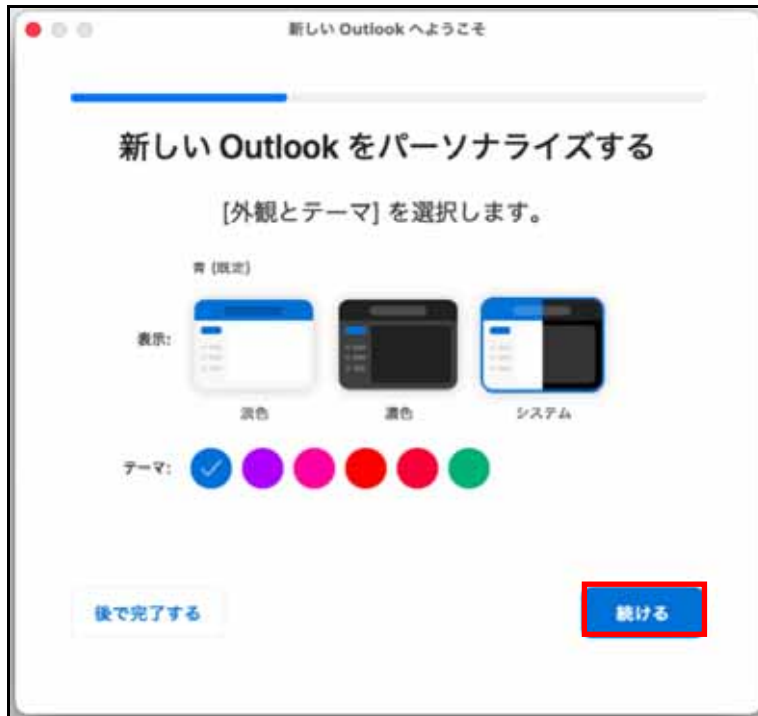 新しい Outlook へようこそ
新しい Outlook をパーソナライズする
[外観とテーマ] を選択します。
青 (既定)
表示:
淡色 濃色 システム
テーマ:
後で完了する 続ける